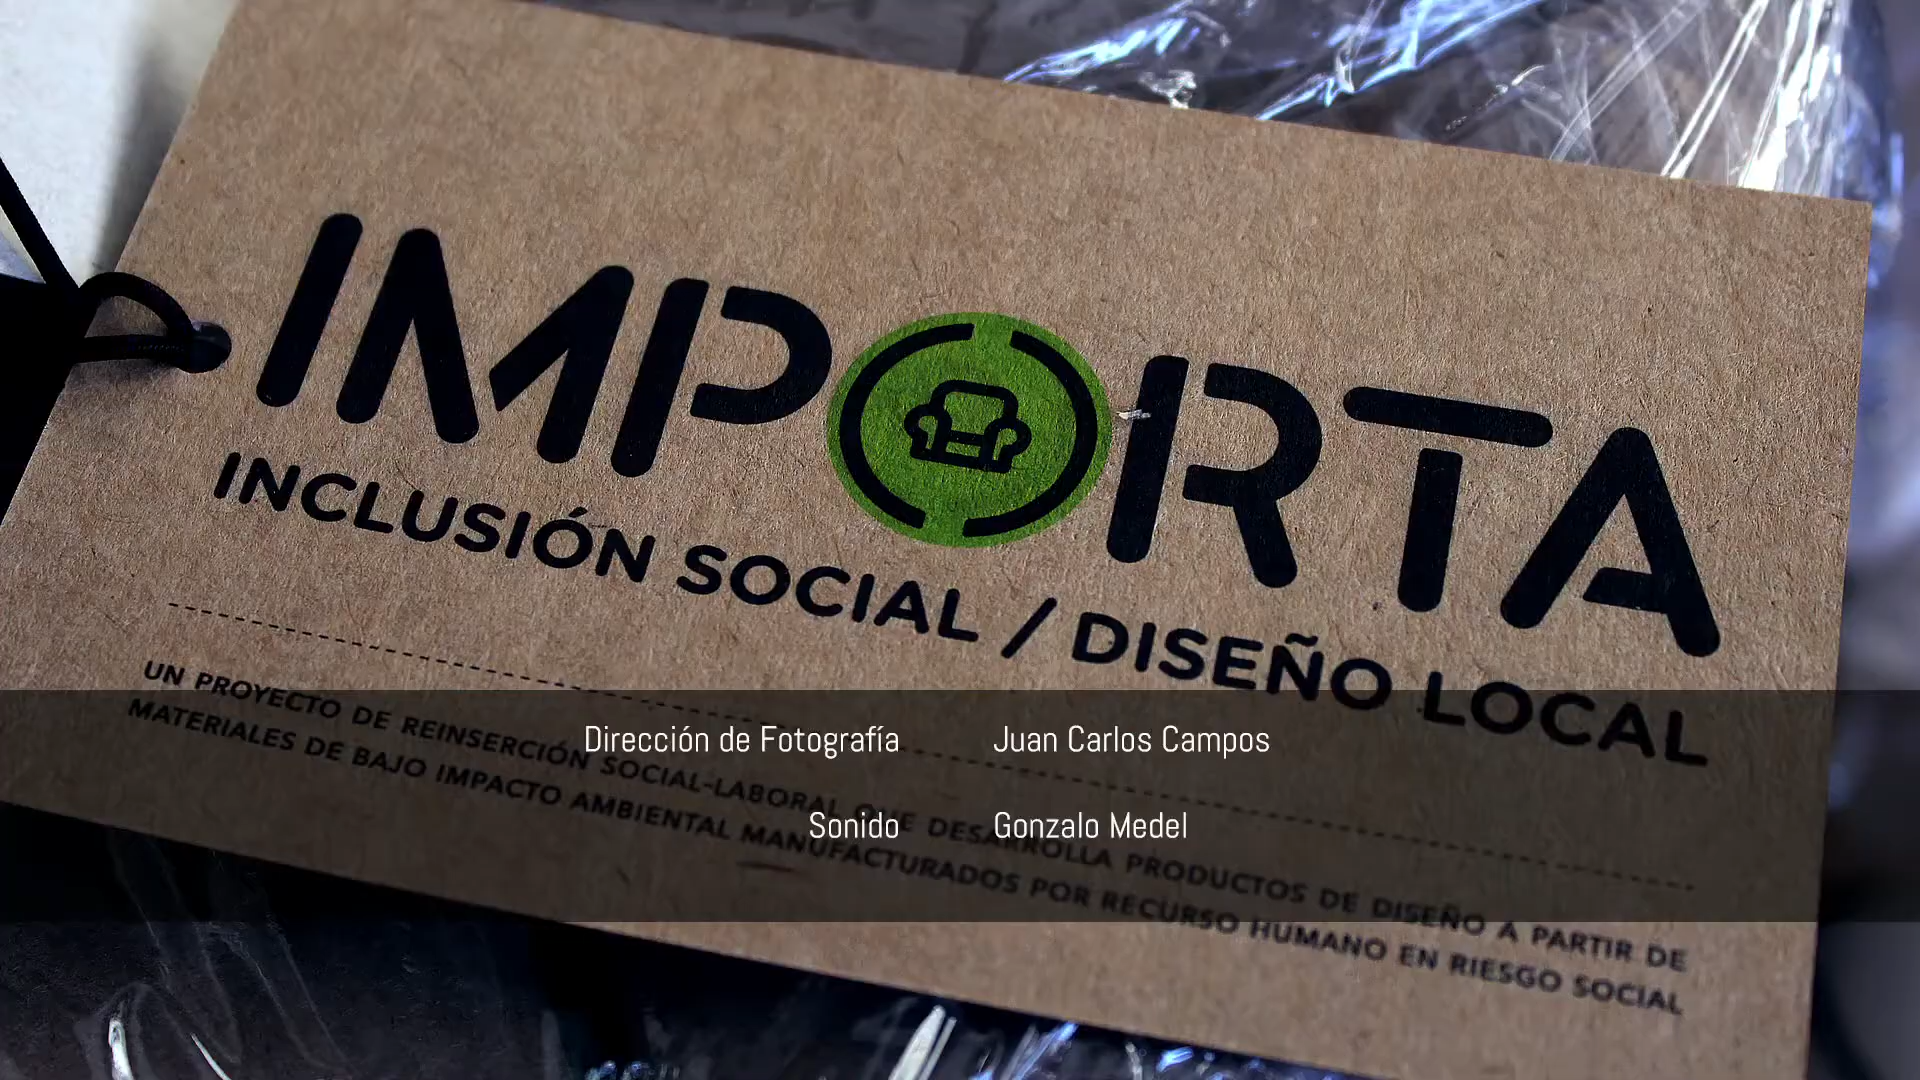 IMPORTA
INCLUSIÓN SOCIAL / DISEÑO LOCAL
UN PROYECTO DE REINSERCIÓN SOCIAL-LABORAL QUE DESARROLLA PRODUCTOS DE DISEÑO A PARTIR DE
MATERIALES DE BAJO IMPACTO AMBIENTAL MANUFACTURADOS POR RECURSO HUMANO EN RIESGO SOCIAL
Dirección de Fotografía Juan Carlos Campos
Sonido Gonzalo Medel